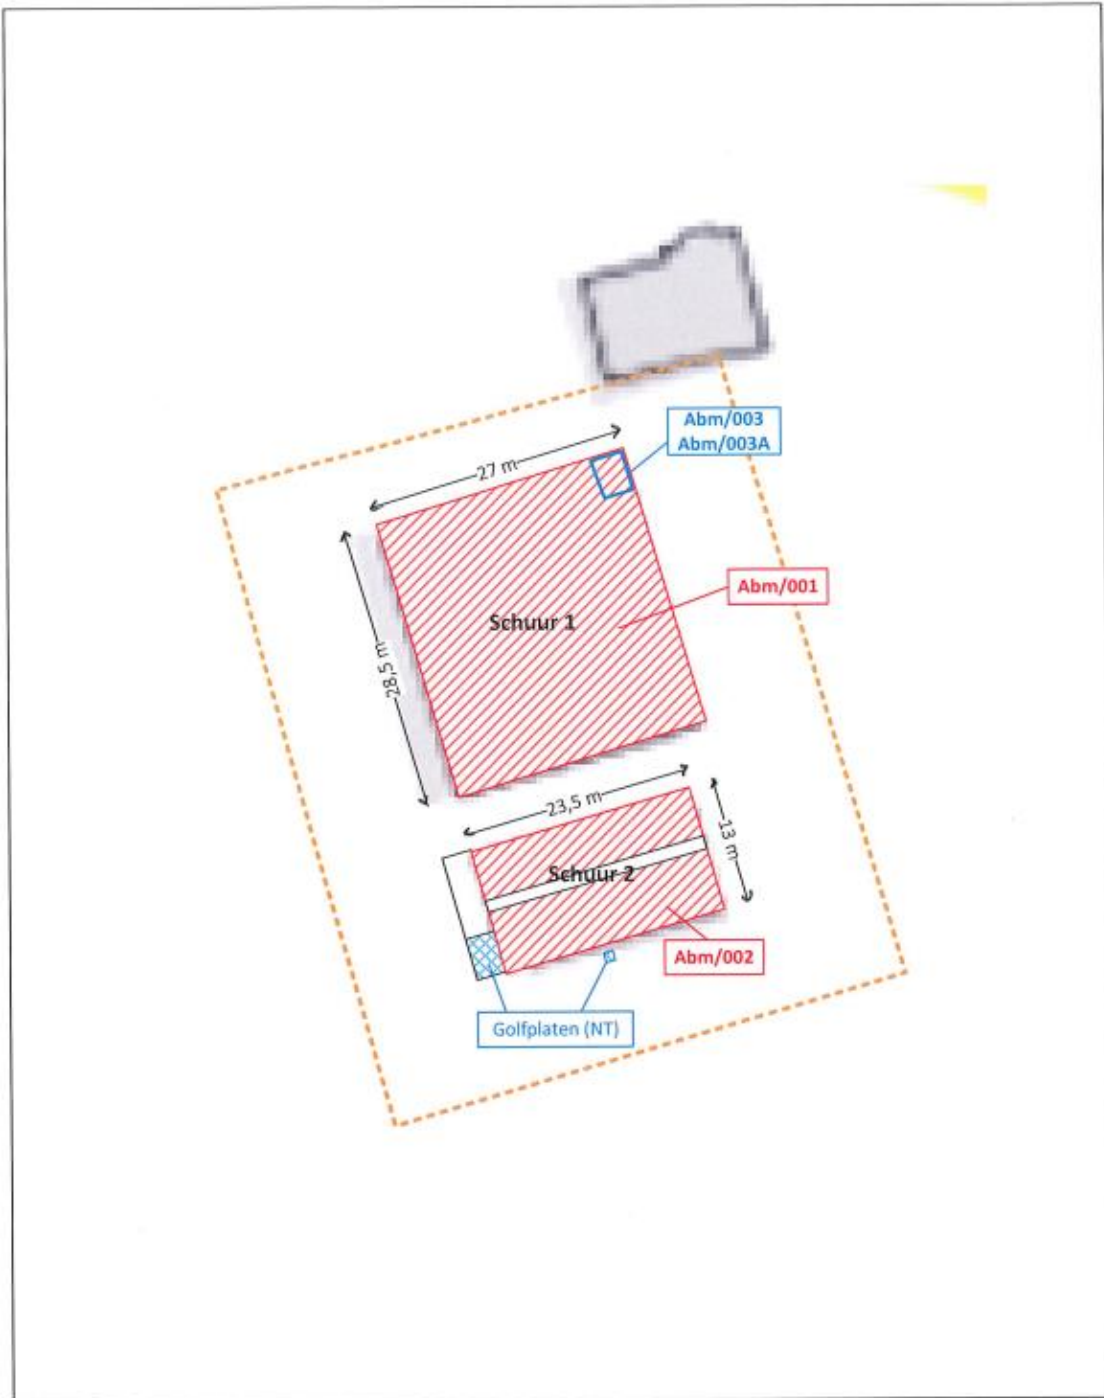 Abm/003
Abm/003A
27 m
Abm/001
Schuur 1
28,5 m
23,5 m
13 m
Schuur 2
Abm/002
Golfplaten (NT)